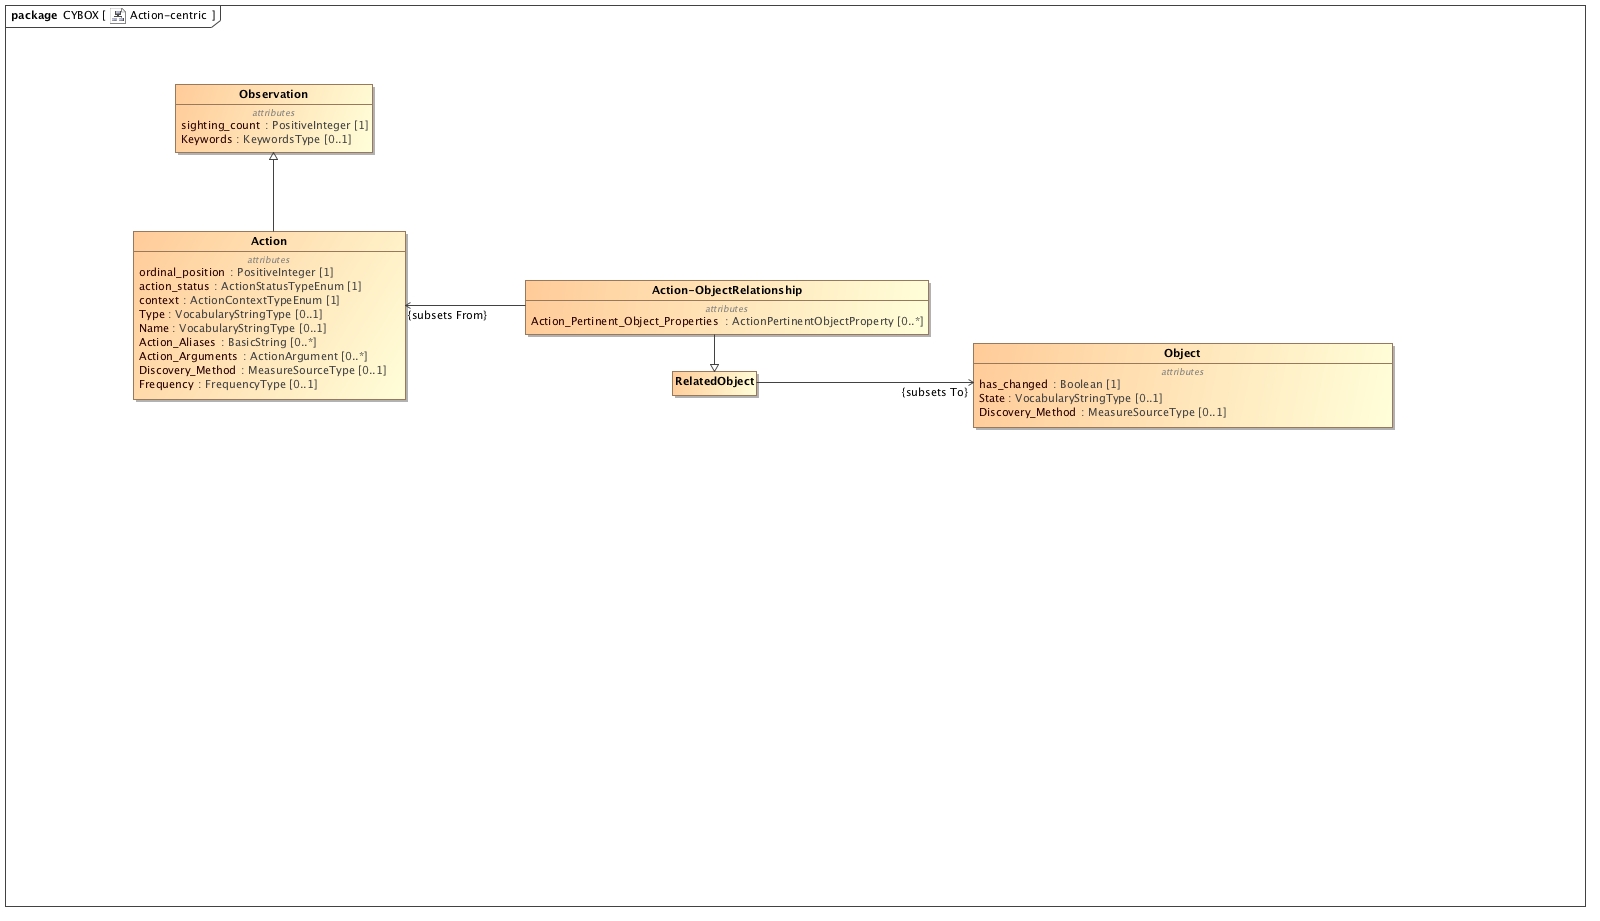 package CYBOX [ Action-centric ]
Observation
attributes
sighting_count : PositiveInteger [1]
Keywords : KeywordsType [0..1]
Action
attributes
ordinal_position : PositiveInteger [1]
action_status : ActionStatusTypeEnum [1]
context : ActionContextTypeEnum [1]
Type : VocabularyStringType [0..1]
Name : VocabularyStringType [0..1]
Action_Aliases : BasicString [0..*]
Action_Arguments : ActionArgument [0..*]
Discovery_Method : MeasureSourceType [0..1]
Frequency : FrequencyType [0..1]
{subsets From}
Action-ObjectRelationship
attributes
Action_Pertinent_Object_Properties : ActionPertinentObjectProperty [0..*]
RelatedObject
{subsets To}
Object
attributes
has_changed : Boolean [1]
State : VocabularyStringType [0..1]
Discovery_Method : MeasureSourceType [0..1]